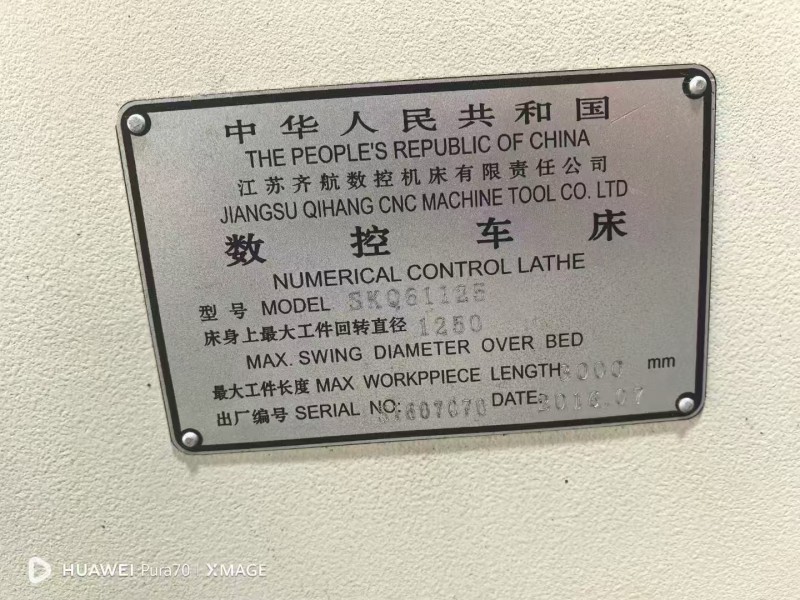 中华人民共和国
THE PEOPLE'S REPUBLIC OF CHINA
江苏齐航数控机床有限责任公司
JIANGSU QIHANG CNC MACHINE TOOL CO. LTD
数控车床
NUMERICAL CONTROL LATHE
型号 MODEL SKQ61125
床身上最大工件回转直径 1250
MAX. SWING DIAMETER OVER BED
最大工件长度 MAX WORKPPIECE LENGTH mm
出厂编号 SERIAL NO: DATE: 2016.07
HUAWEI Pura70 | XMAGE